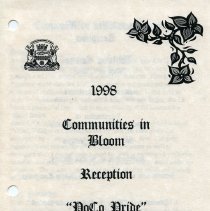 1998
Communities in
Bloom
Reception
"PoCo Pride"